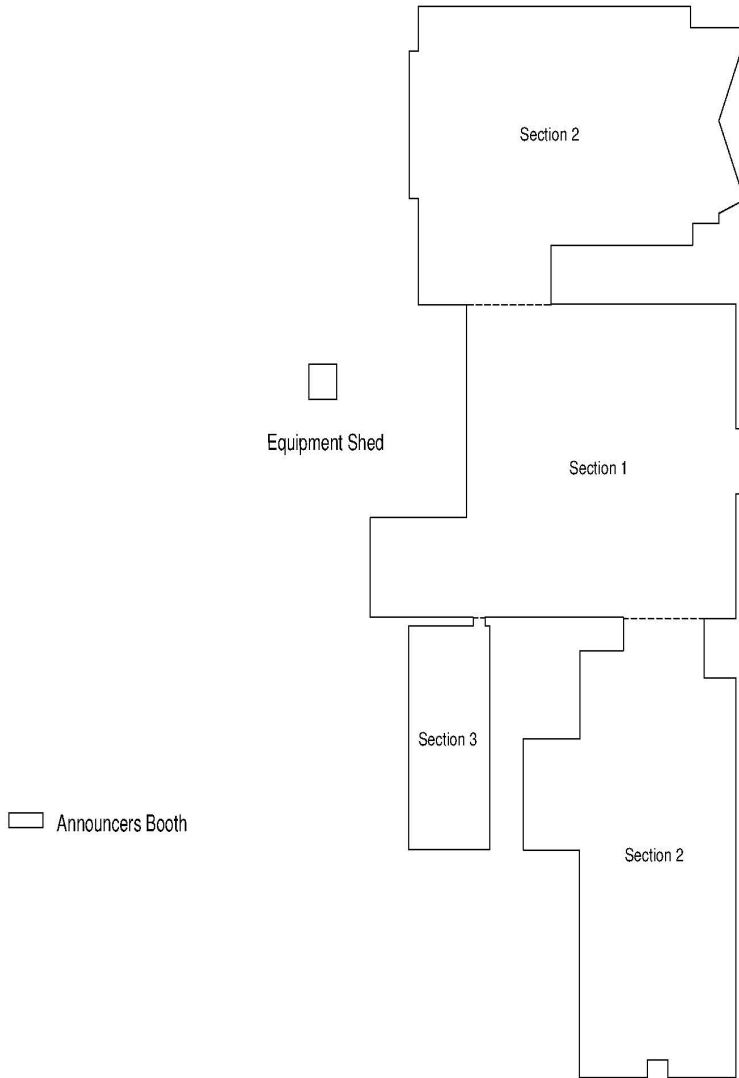 Section 2
Equipment Shed
Section 1
Section 3
Announcers Booth
Section 2